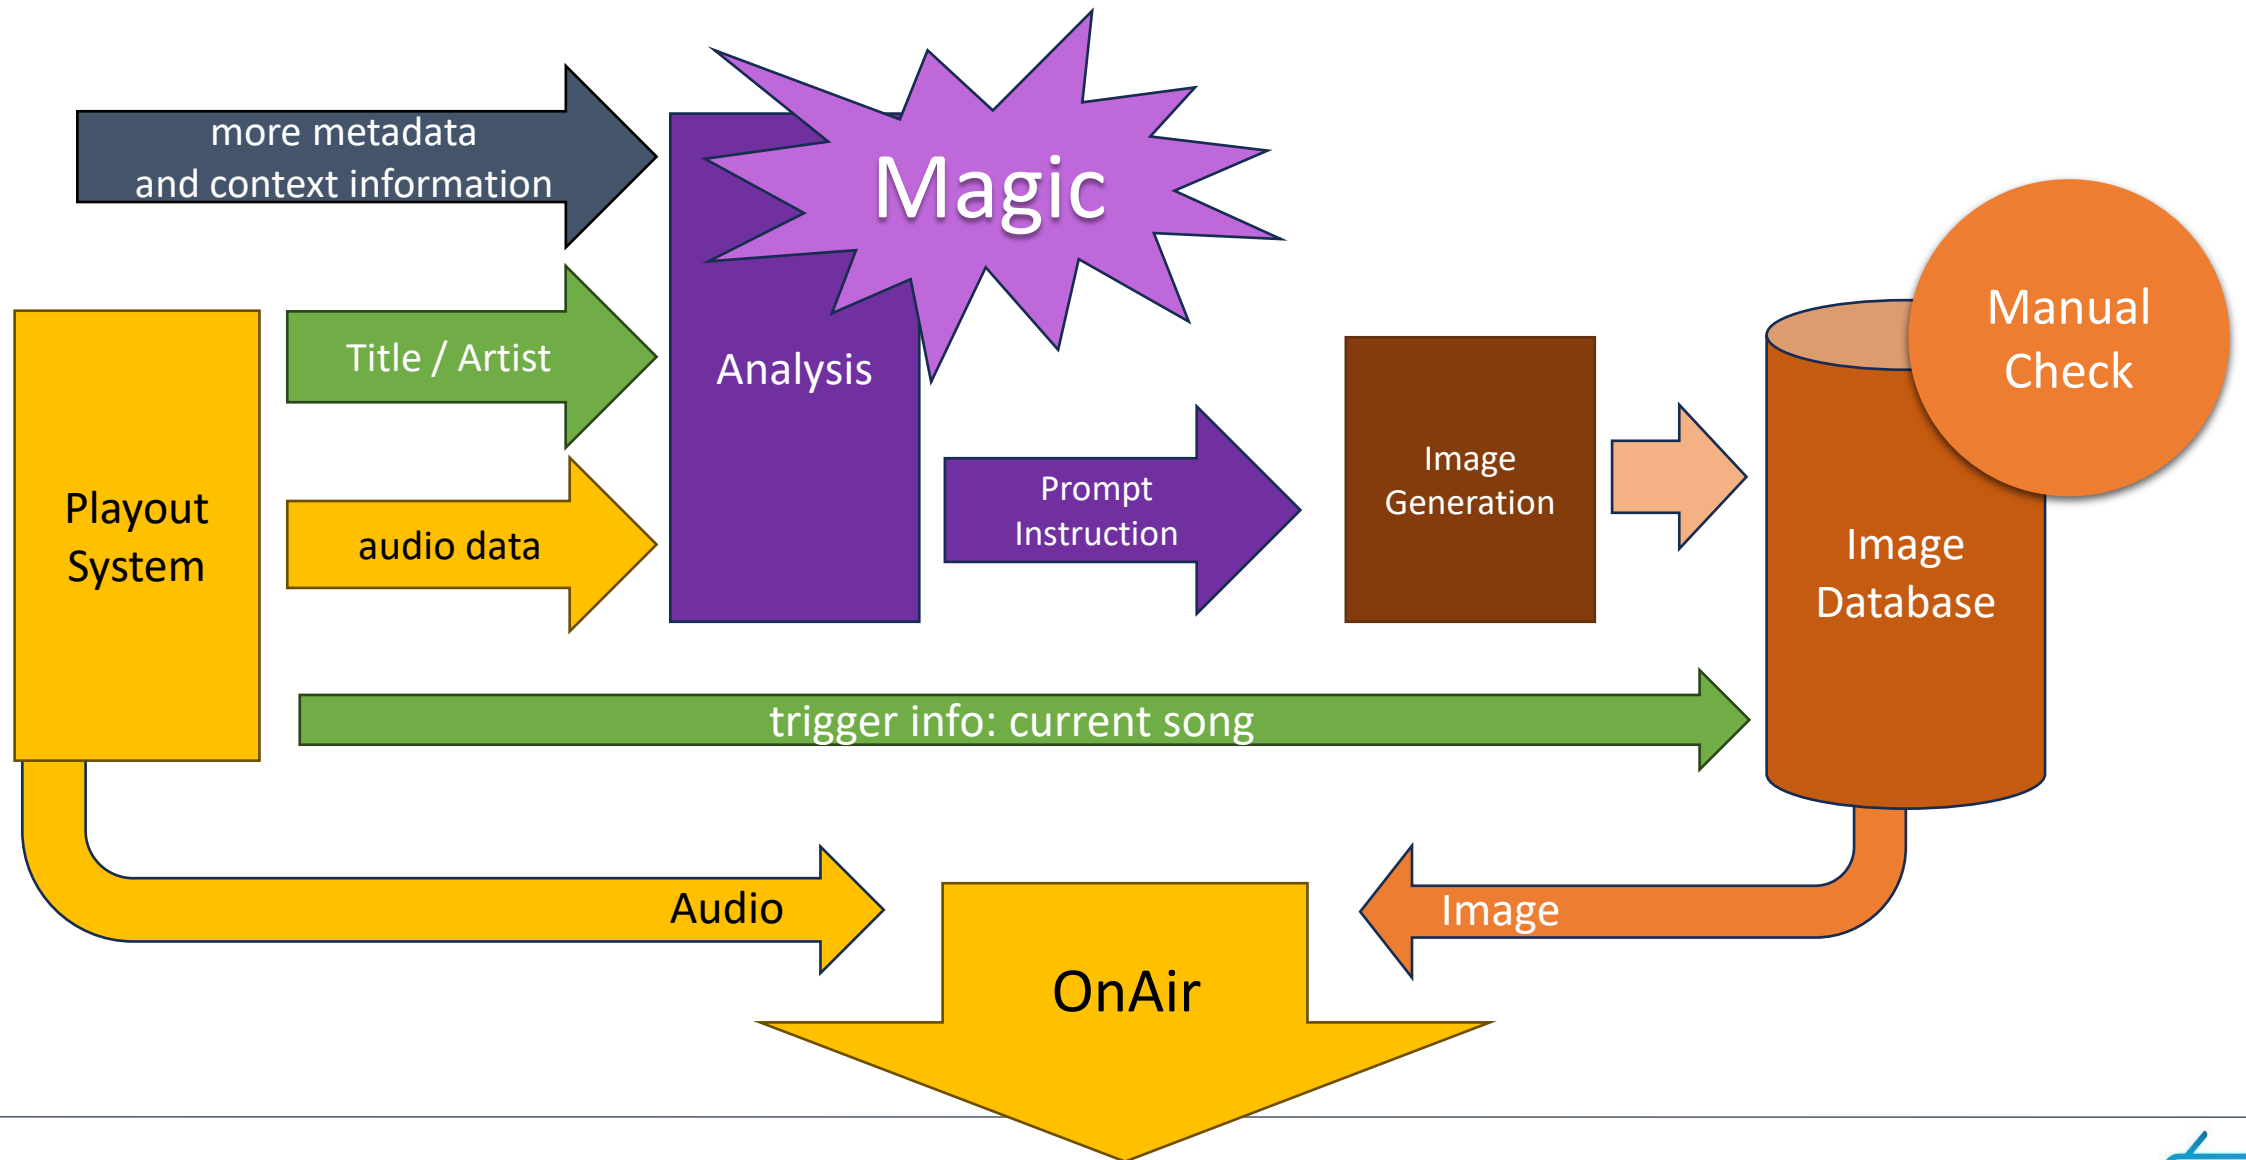 more metadata
and context information
Magic
Title / Artist
Analysis
Manual
Check
Playout
System
audio data
Prompt
Instruction
Image
Generation
Image
Database
trigger info: current song
Audio
Image
OnAir